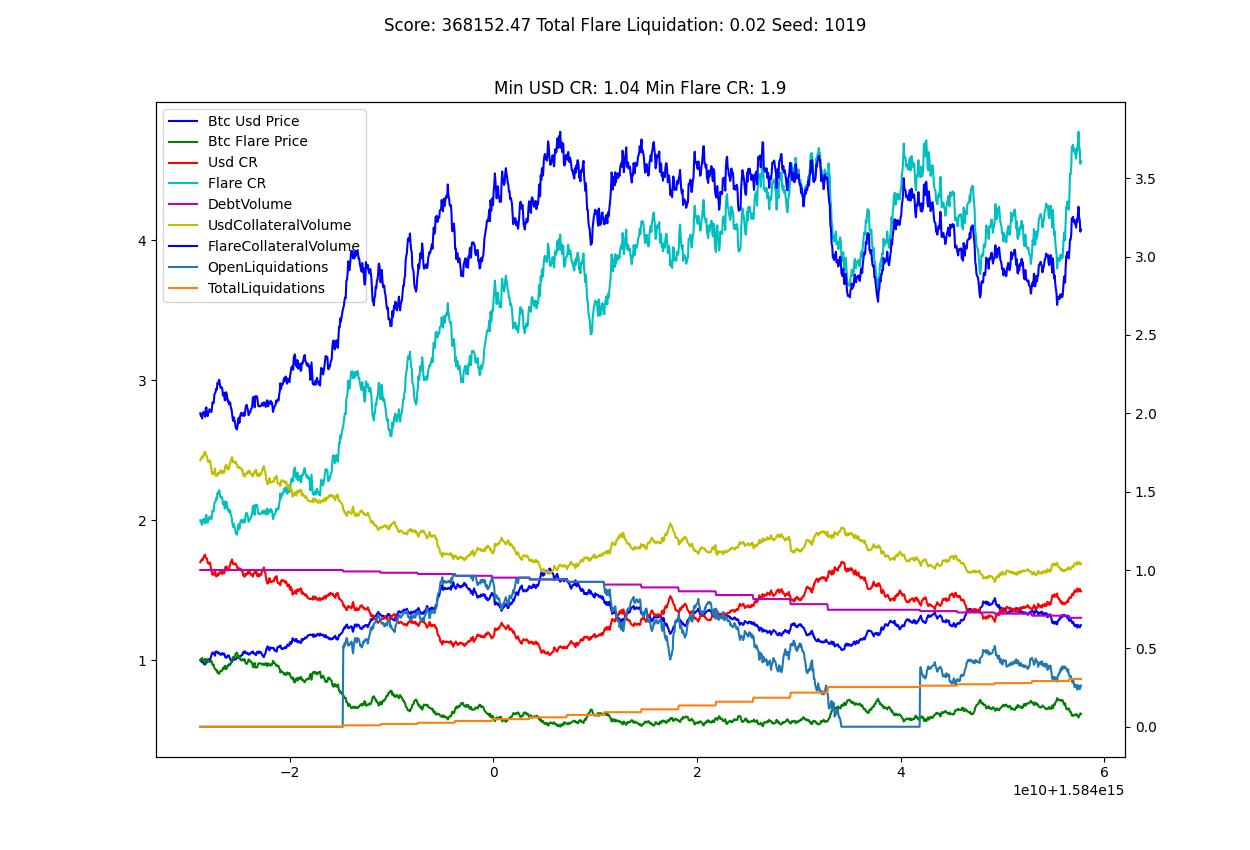 Score: 368152.47 Total Flare Liquidation: 0.02 Seed: 1019
Min USD CR: 1.04 Min Flare CR: 1.9
Btc Usd Price
Btc Flare Price
Usd CR
Flare CR
DebtVolume
UsdCollateralVolume
FlareCollateralVolume
OpenLiquidations
TotalLiquidations
4
3
2
1
3.5
3.0
2.5
2.0
1.5
1.0
0.5
0.0
−2
0
2
4
6
1e10+1.584e15